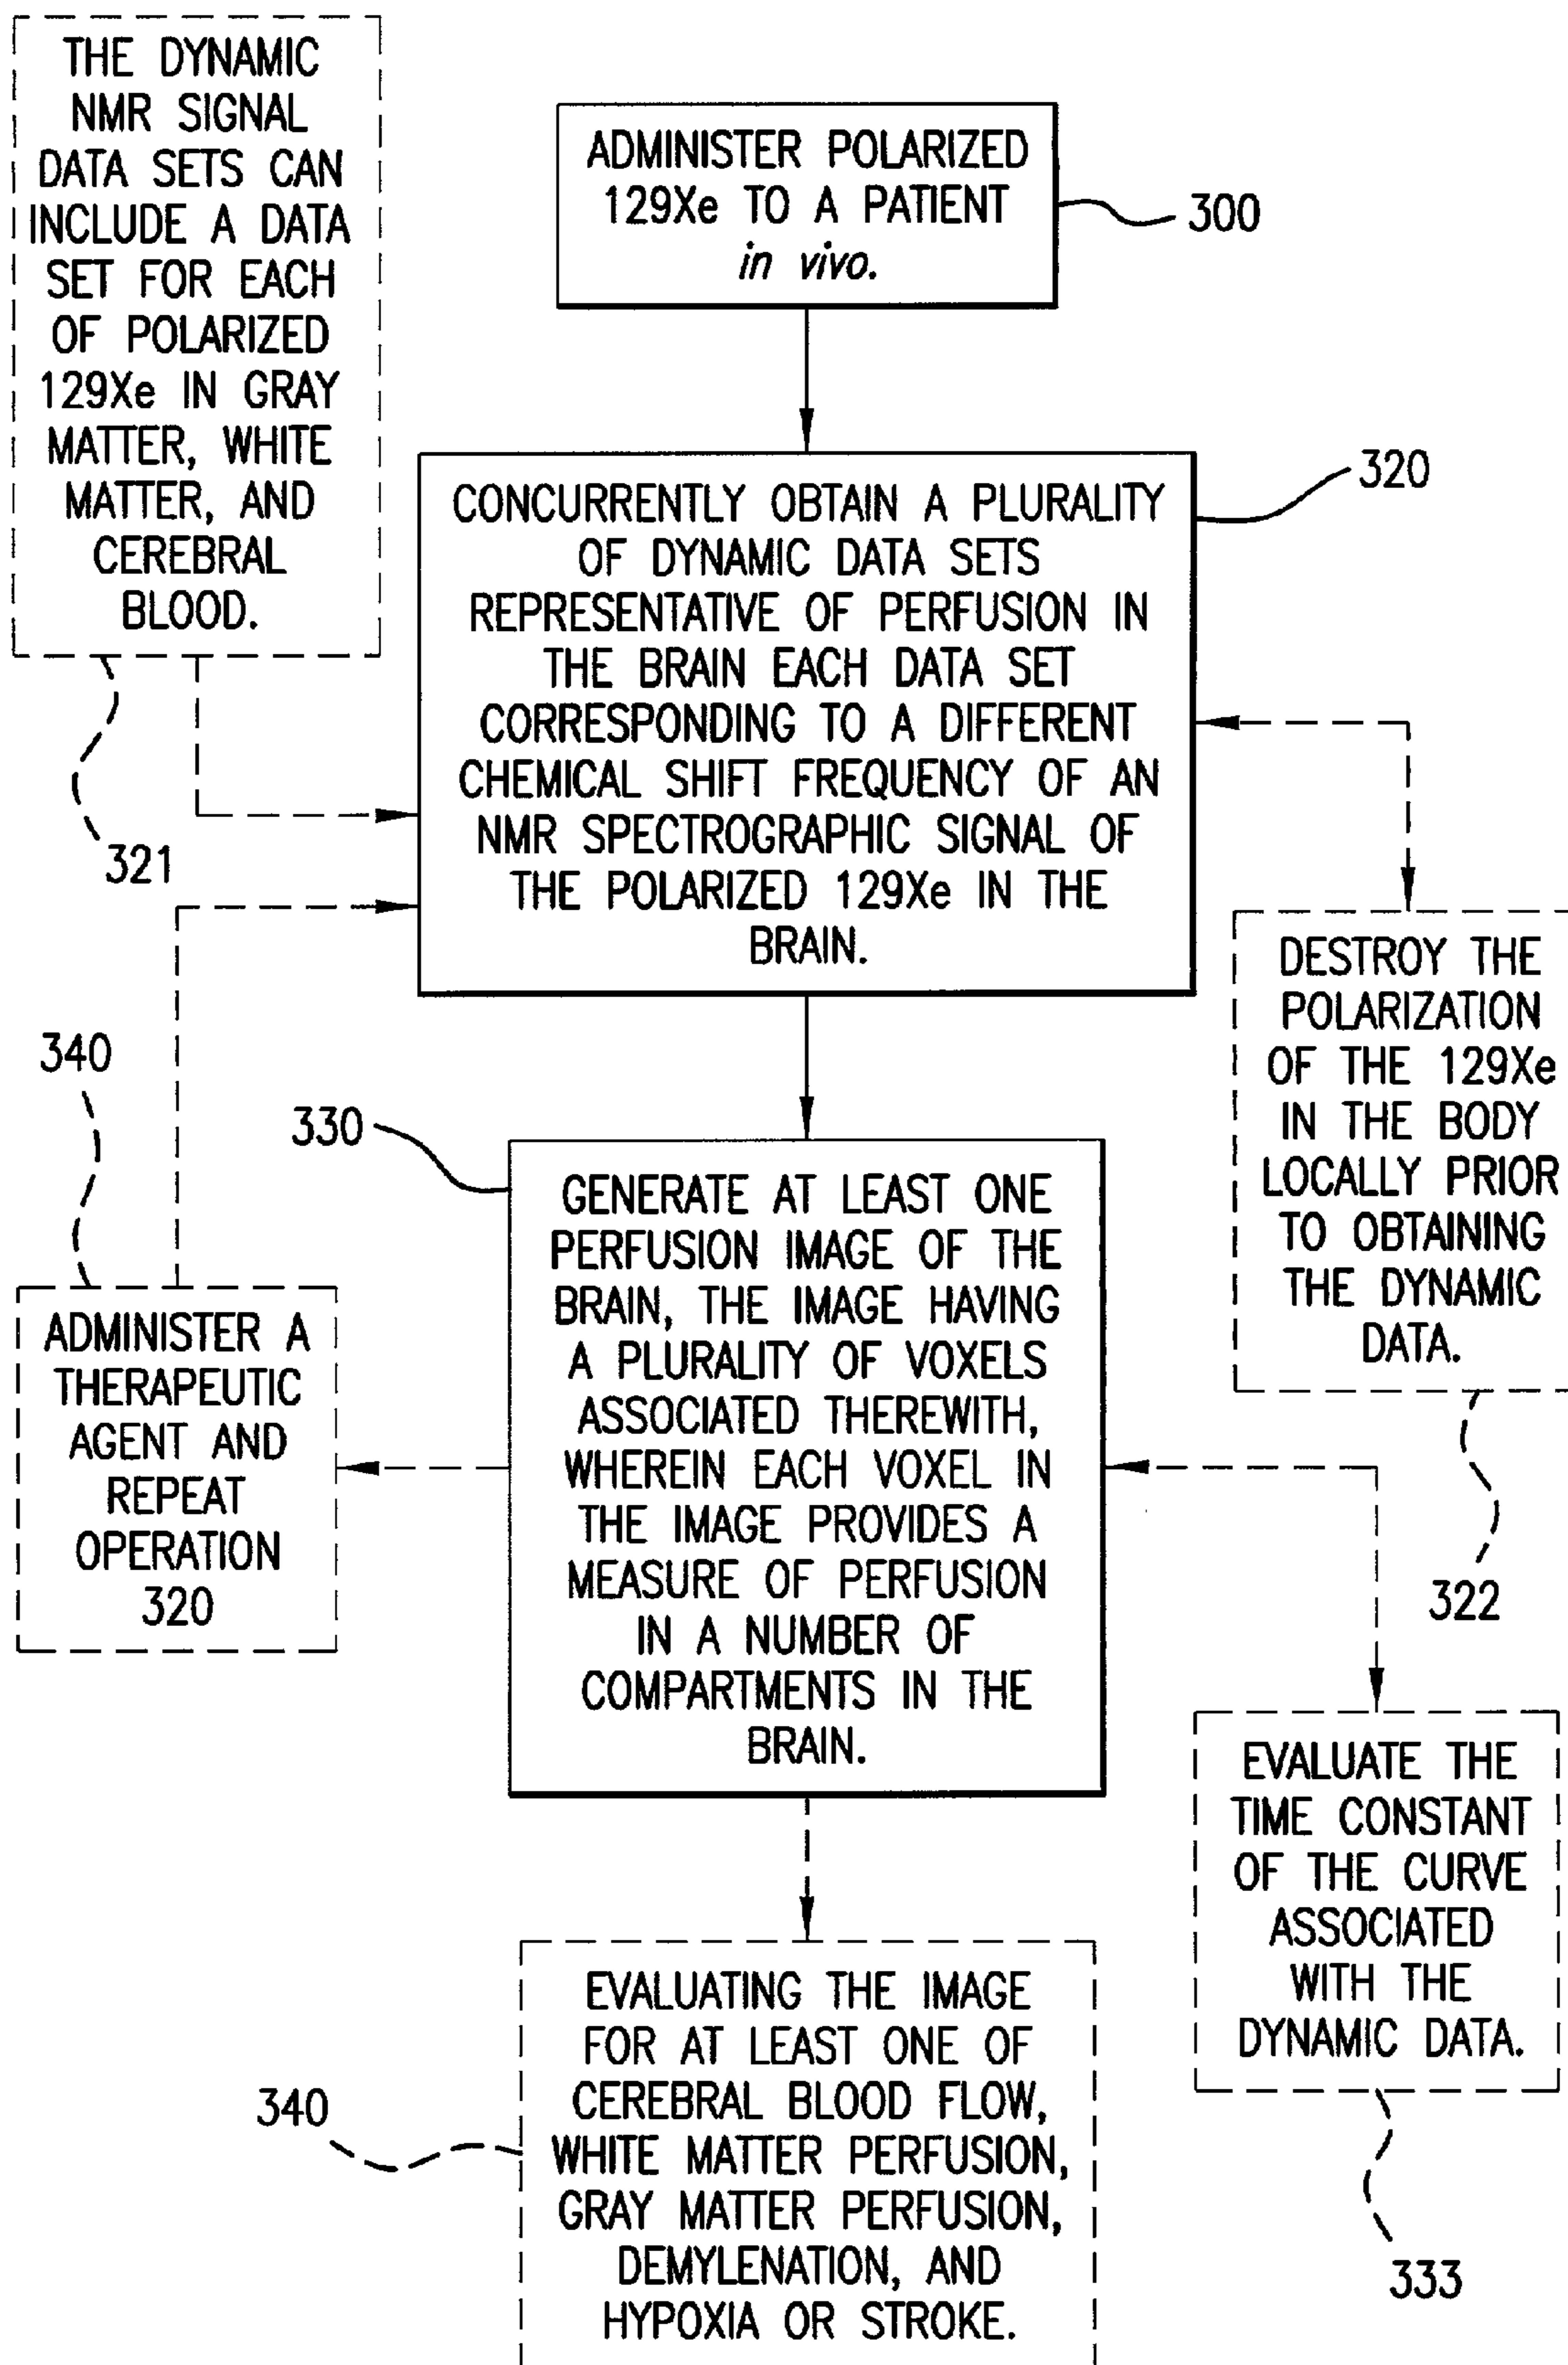 THE DYNAMIC
NMR SIGNAL
DATA SETS CAN
INCLUDE A DATA
SET FOR EACH
OF POLARIZED
129Xe IN GRAY
MATTER, WHITE
MATTER, AND
CEREBRAL
BLOOD.
321
ADMINISTER POLARIZED
129Xe TO A PATIENT
in vivo.
300
CONCURRENTLY OBTAIN A PLURALITY
OF DYNAMIC DATA SETS
REPRESENTATIVE OF PERFUSION IN
THE BRAIN EACH DATA SET
CORRESPONDING TO A DIFFERENT
CHEMICAL SHIFT FREQUENCY OF AN
NMR SPECTROGRAPHIC SIGNAL OF
THE POLARIZED 129Xe IN THE
BRAIN.
320
DESTROY THE
POLARIZATION
OF THE 129Xe
IN THE BODY
LOCALLY PRIOR
TO OBTAINING
THE DYNAMIC
DATA.
322
340
ADMINISTER A
THERAPEUTIC
AGENT AND
REPEAT
OPERATION
320
330
GENERATE AT LEAST ONE
PERFUSION IMAGE OF THE
BRAIN, THE IMAGE HAVING
A PLURALITY OF VOXELS
ASSOCIATED THEREWITH,
WHEREIN EACH VOXEL IN
THE IMAGE PROVIDES A
MEASURE OF PERFUSION
IN A NUMBER OF
COMPARTMENTS IN THE
BRAIN.
EVALUATE THE
TIME CONSTANT
OF THE CURVE
ASSOCIATED
WITH THE
DYNAMIC DATA.
333
340
EVALUATING THE IMAGE
FOR AT LEAST ONE OF
CEREBRAL BLOOD FLOW,
WHITE MATTER PERFUSION,
GRAY MATTER PERFUSION,
DEMYLENATION, AND
HYPOXIA OR STROKE.